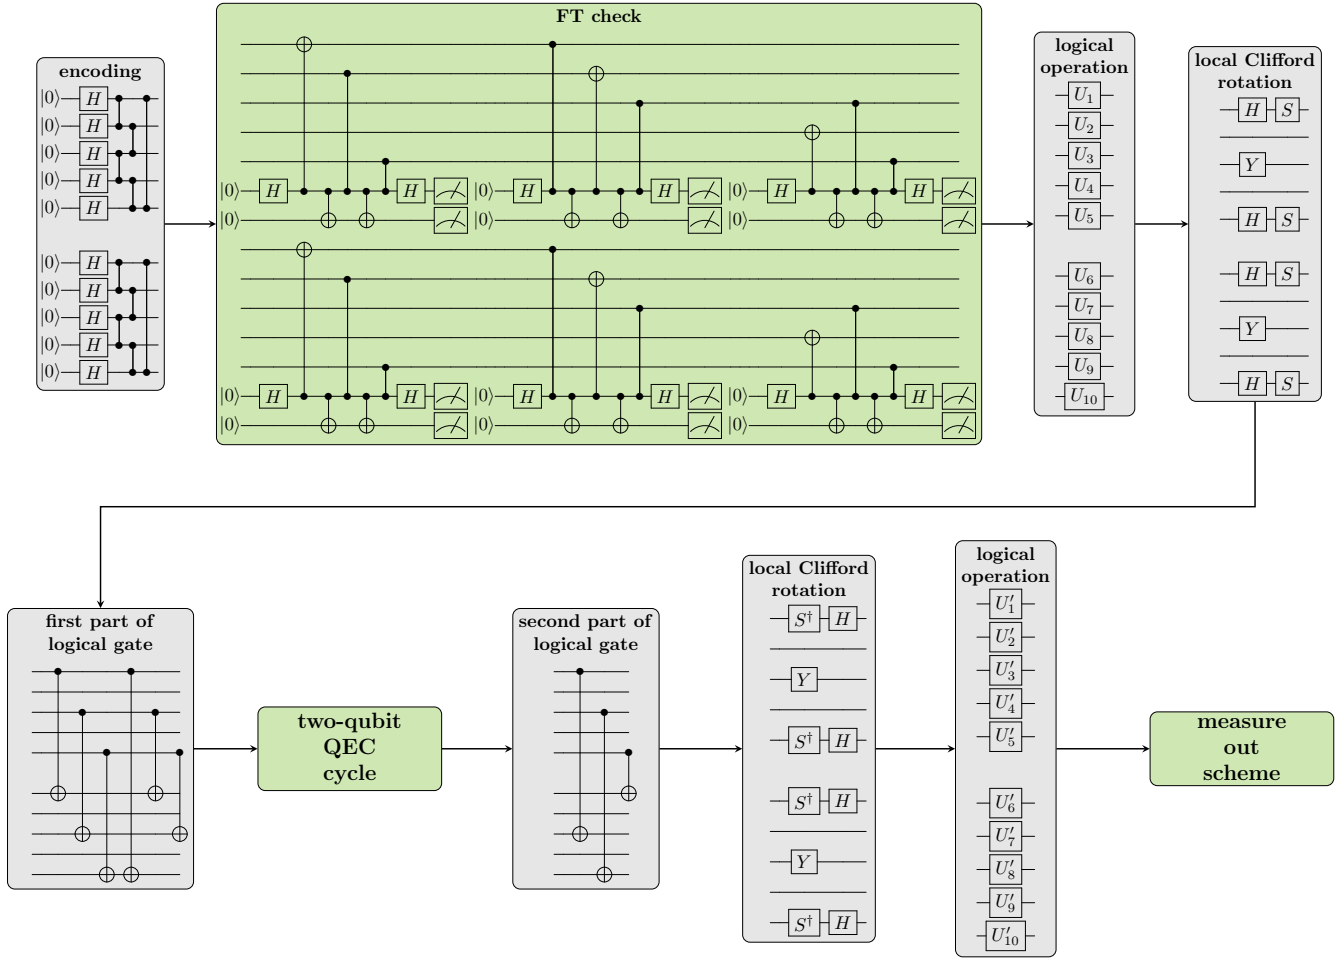 FT check
logical
operation
local Clifford
rotation
encoding
|0⟩ H
|0⟩ H
|0⟩ H
|0⟩ H
|0⟩ H
|0⟩ H
|0⟩ H
|0⟩ H
|0⟩ H
|0⟩ H
|0⟩ H H |0⟩ H H |0⟩ H H
|0⟩ |0⟩ |0⟩
|0⟩ H H |0⟩ H H |0⟩ H H
|0⟩ |0⟩ |0⟩
U₁
U₂
U₃
U₄
U₅
U₆
U₇
U₈
U₉
U₁₀
H S
Y
H S
H S
Y
H S
first part of
logical gate
two-qubit
QEC
cycle
second part of
logical gate
local Clifford
rotation
S† H
Y
S† H
S† H
Y
S† H
logical
operation
U′₁
U′₂
U′₃
U′₄
U′₅
U′₆
U′₇
U′₈
U′₉
U′₁₀
measure
out
scheme